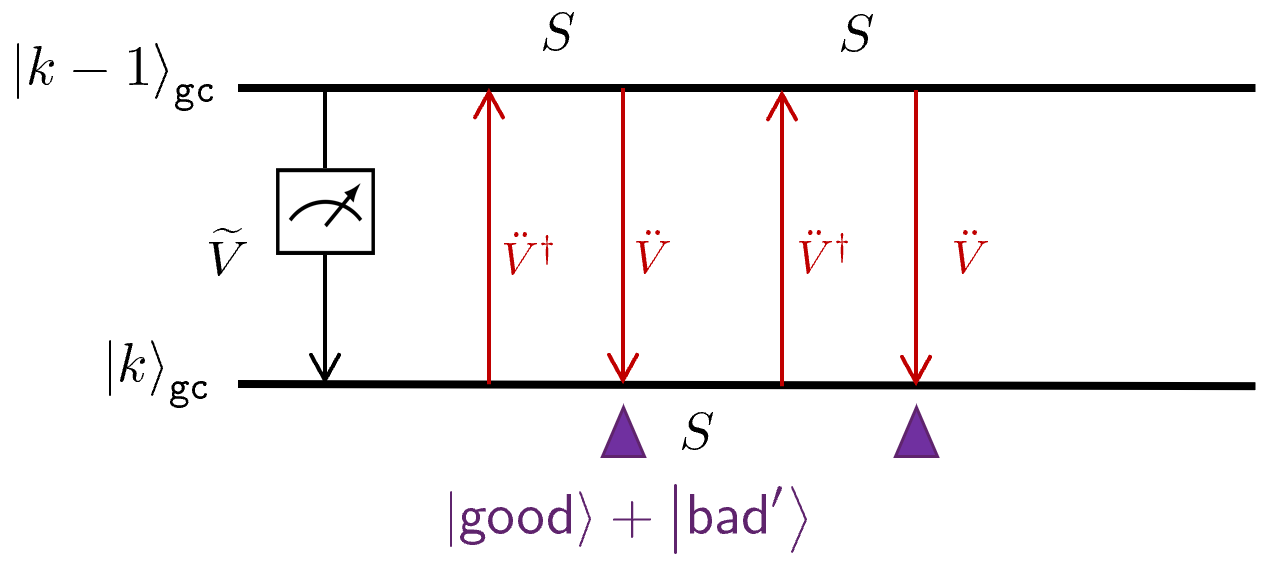 S S
|k − 1⟩gc
Ṽ V̈† V̈ V̈† V̈
|k⟩gc
S
|good⟩ + |bad′⟩